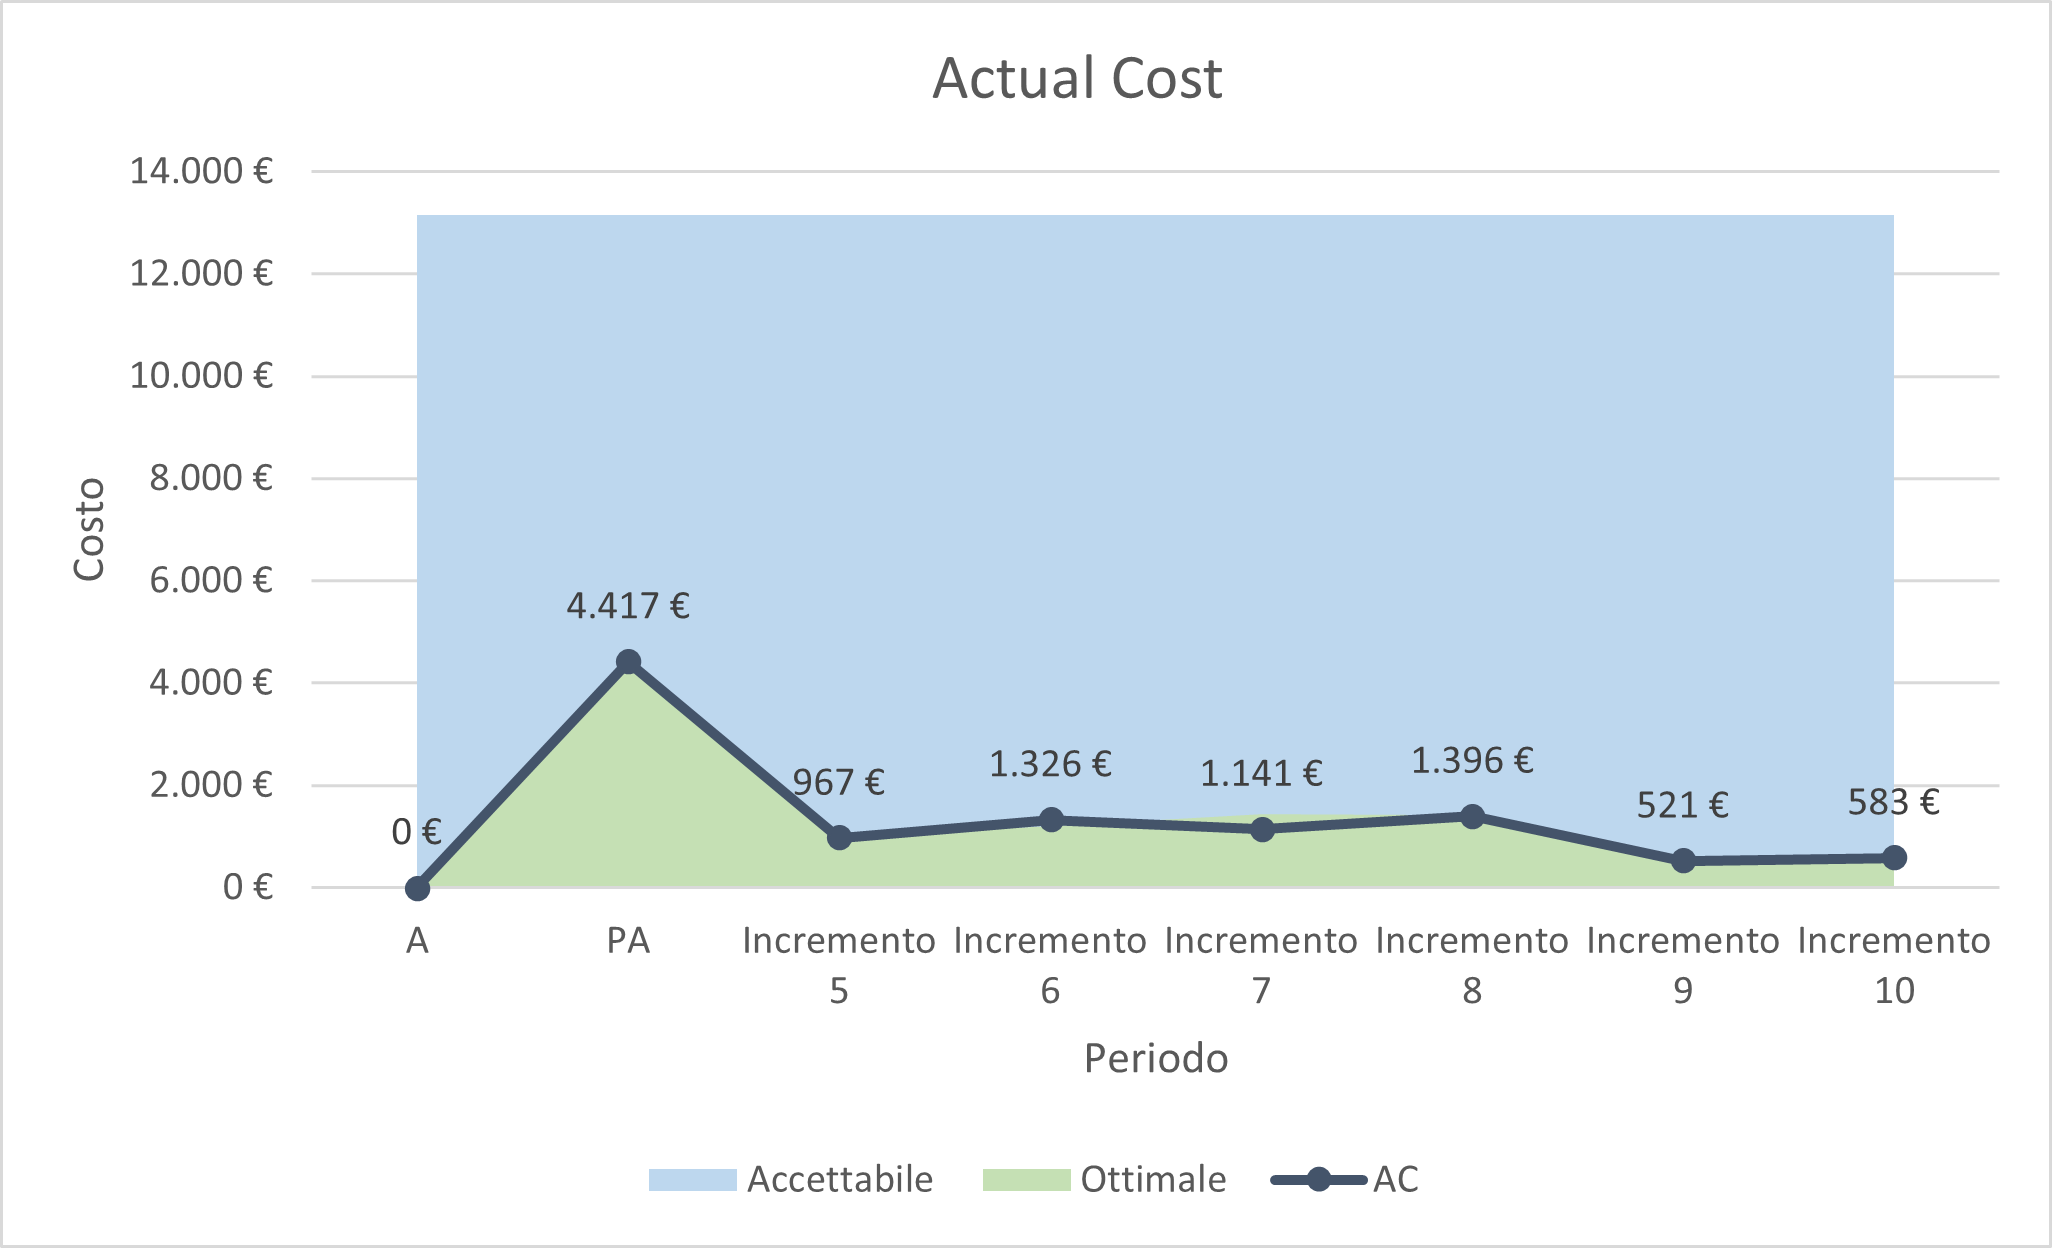 Actual Cost
14.000 €
12.000 €
10.000 €
8.000 €
6.000 €
4.000 €
2.000 €
0 €
Costo
0 €
4.417 €
967 €
1.326 €
1.141 €
1.396 €
521 €
583 €
A
PA
Incremento
5
Incremento
6
Incremento
7
Incremento
8
Incremento
9
Incremento
10
Periodo
Accettabile
Ottimale
AC